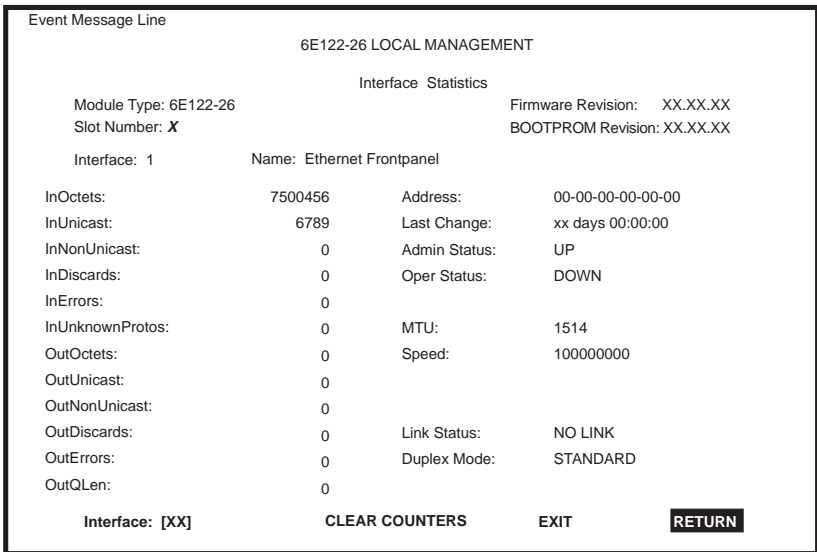 Event Message Line
6E122-26 LOCAL MANAGEMENT
Interface Statistics
Module Type: 6E122-26 Firmware Revision: XX.XX.XX
Slot Number: X BOOTPROM Revision: XX.XX.XX
Interface: 1 Name: Ethernet Frontpanel
InOctets: 7500456 Address: 00-00-00-00-00-00
InUnicast: 6789 Last Change: xx days 00:00:00
InNonUnicast: 0 Admin Status: UP
InDiscards: 0 Oper Status: DOWN
InErrors: 0
InUnknownProtos: 0 MTU: 1514
OutOctets: 0 Speed: 100000000
OutUnicast: 0
OutNonUnicast: 0
OutDiscards: 0 Link Status: NO LINK
OutErrors: 0 Duplex Mode: STANDARD
OutQLen: 0
Interface: [XX] CLEAR COUNTERS EXIT RETURN